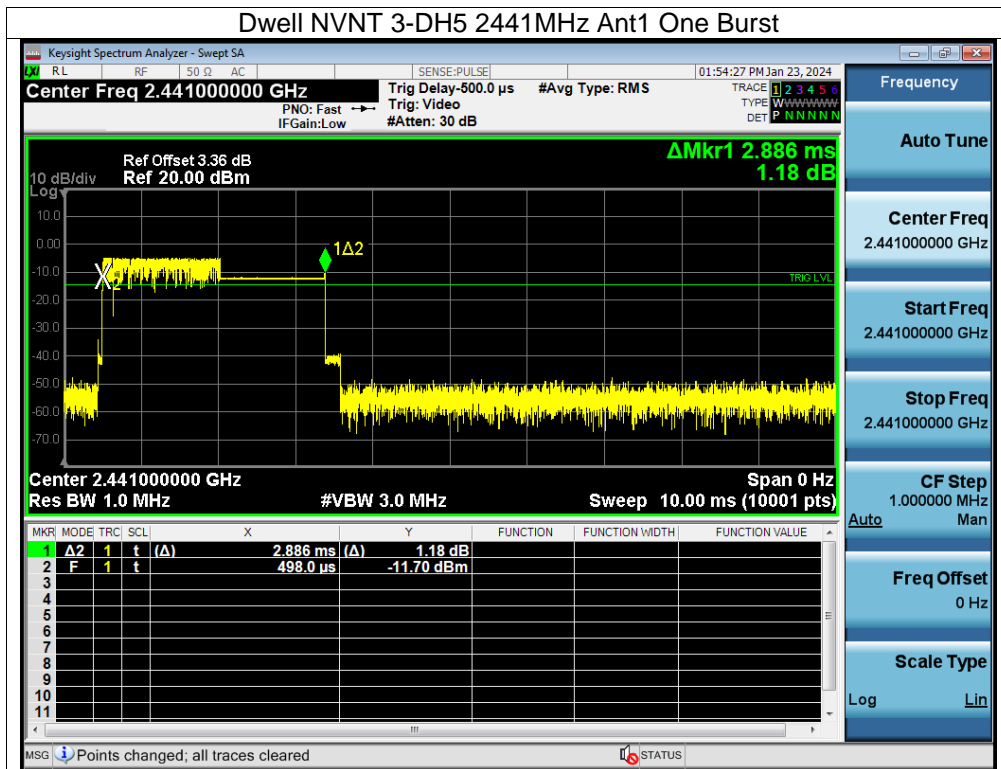 Dwell NVNT 3-DH5 2441MHz Ant1 One Burst
Keysight Spectrum Analyzer - Swept SA
LXI RL RF 50 Ω AC SENSE:PULSE 01:54:27 PM Jan 23, 2024
Center Freq 2.441000000 GHz
PNO: Fast
IFGain:Low
Trig Delay-500.0 µs
Trig: Video
#Atten: 30 dB
#Avg Type: RMS
TRACE 1 2 3 4 5 6
TYPE WWWWWW
DET P N N N N N
Frequency
Auto Tune
Center Freq
2.441000000 GHz
Start Freq
2.441000000 GHz
Stop Freq
2.441000000 GHz
CF Step
1.000000 MHz
Auto Man
Freq Offset
0 Hz
Scale Type
Log Lin
ΔMkr1 2.886 ms
1.18 dB
Ref Offset 3.36 dB
10 dB/div Ref 20.00 dBm
Log
10.0
0.00
-10.0
-20.0
-30.0
-40.0
-50.0
-60.0
-70.0
1Δ2
2
TRIG LVL
Center 2.441000000 GHz Span 0 Hz
Res BW 1.0 MHz #VBW 3.0 MHz Sweep 10.00 ms (10001 pts)
MKR MODE TRC SCL X Y FUNCTION FUNCTION WIDTH FUNCTION VALUE
1 Δ2 1 t (Δ) 2.886 ms (Δ) 1.18 dB
2 F 1 t 498.0 µs -11.70 dBm
3
4
5
6
7
8
9
10
11
MSG Points changed; all traces cleared STATUS